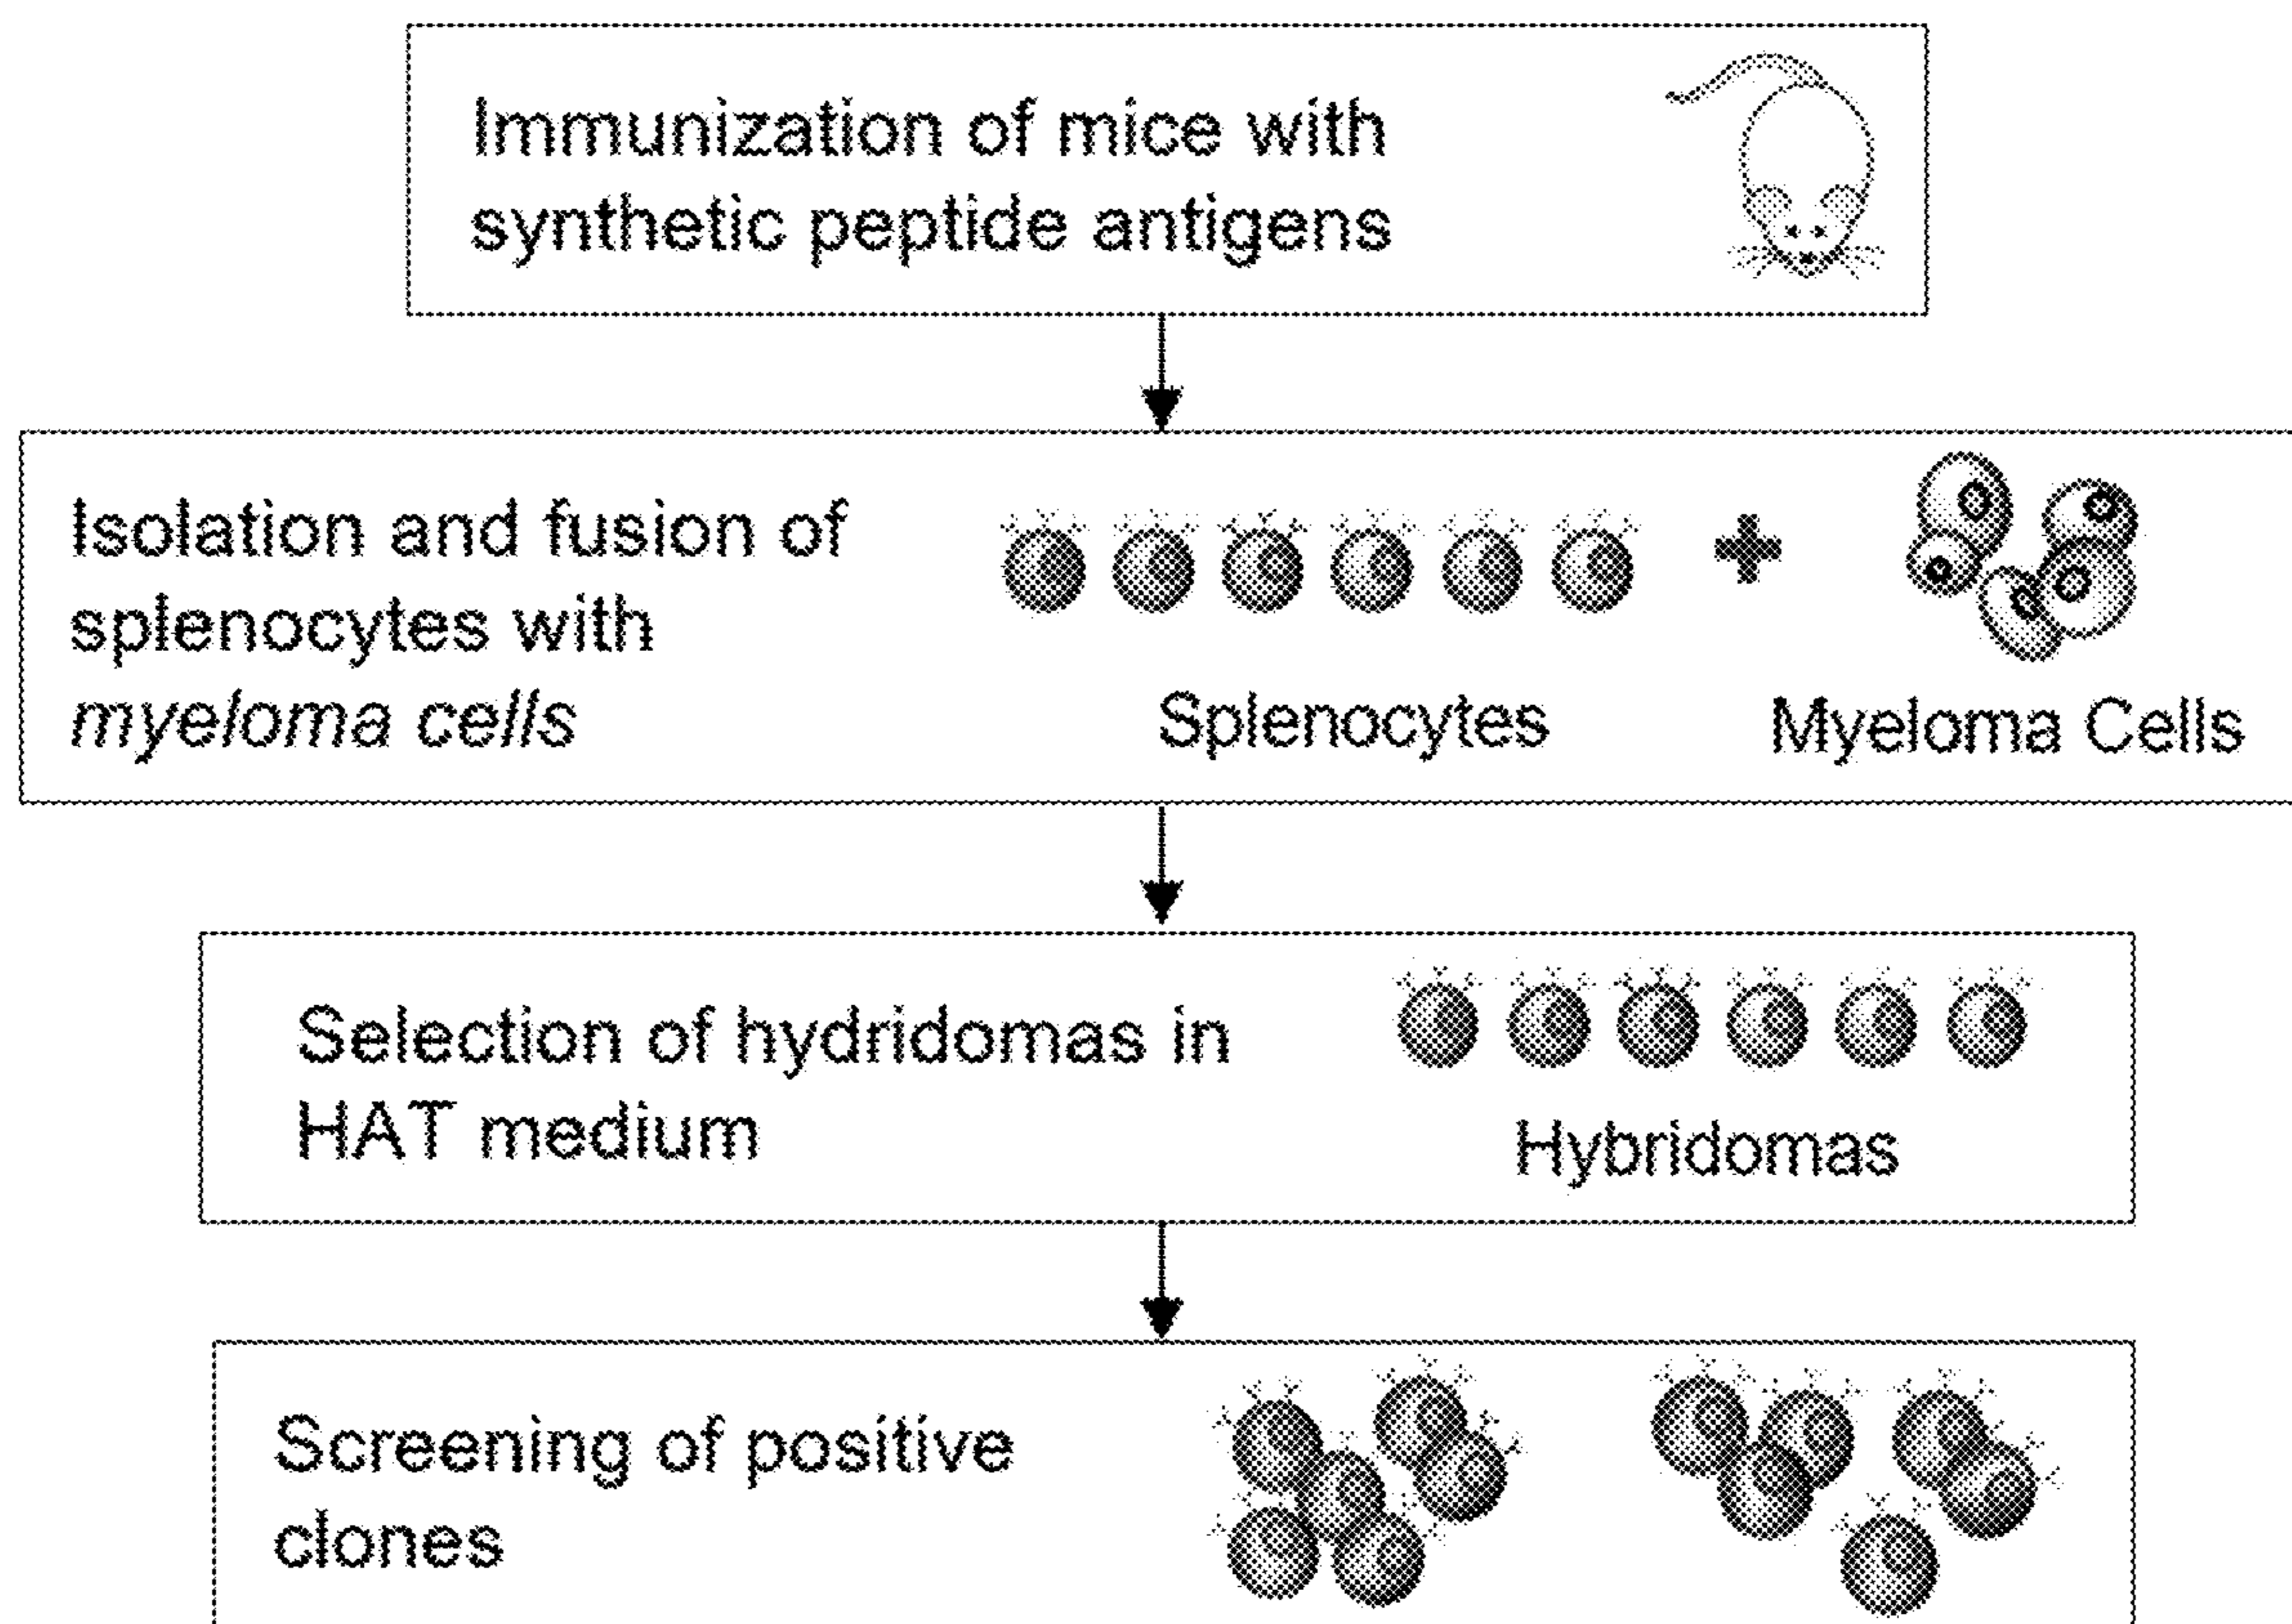 Immunization of mice with
synthetic peptide antigens
Isolation and fusion of
splenocytes with
myeloma cells
Splenocytes
Myeloma Cells
Selection of hydridomas in
HAT medium
Hybridomas
Screening of positive
clones